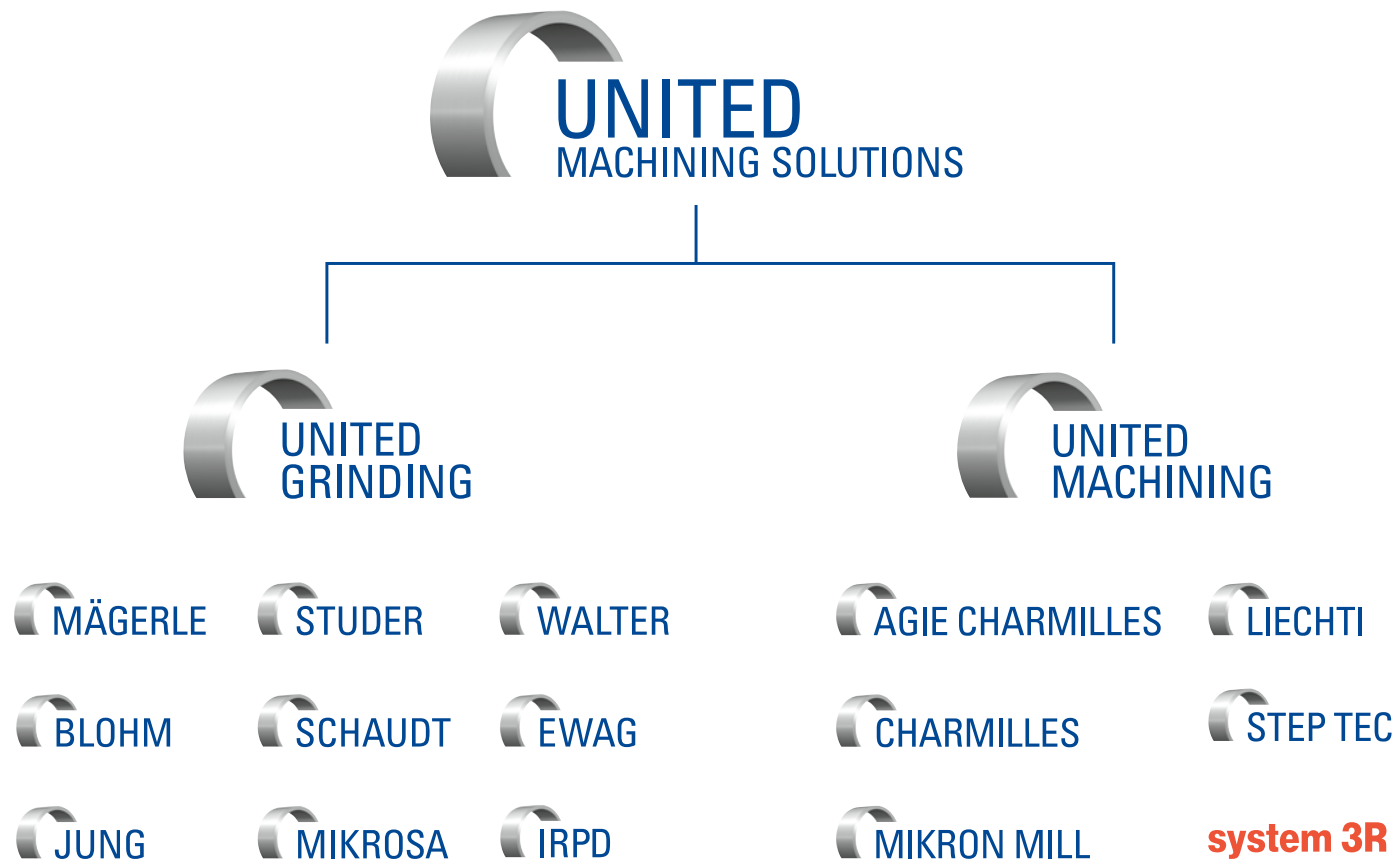 UNITED
MACHINING SOLUTIONS
UNITED
GRINDING
UNITED
MACHINING
MÄGERLE
STUDER
WALTER
AGIE CHARMILLES
LIECHTI
BLOHM
SCHAUDT
EWAG
CHARMILLES
STEP TEC
JUNG
MIKROSA
IRPD
MIKRON MILL
system 3R